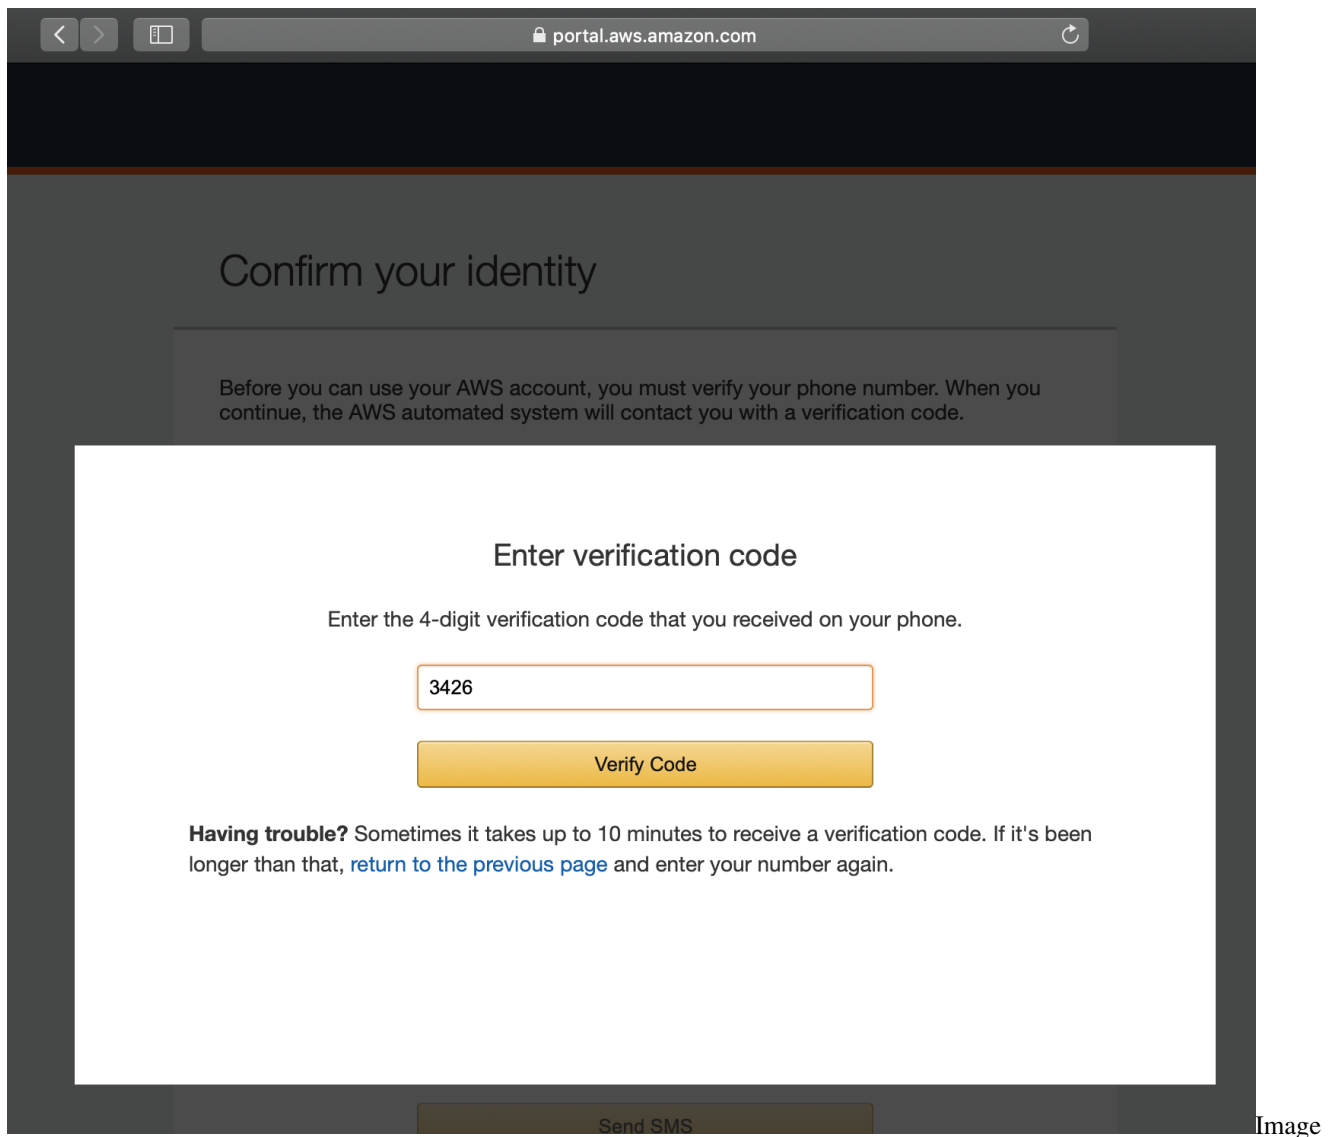 portal.aws.amazon.com
Confirm your identity
Before you can use your AWS account, you must verify your phone number. When you
continue, the AWS automated system will contact you with a verification code.
Enter verification code
Enter the 4-digit verification code that you received on your phone.
3426
Verify Code
Having trouble? Sometimes it takes up to 10 minutes to receive a verification code. If it's been
longer than that, return to the previous page and enter your number again.
Send SMS
Image